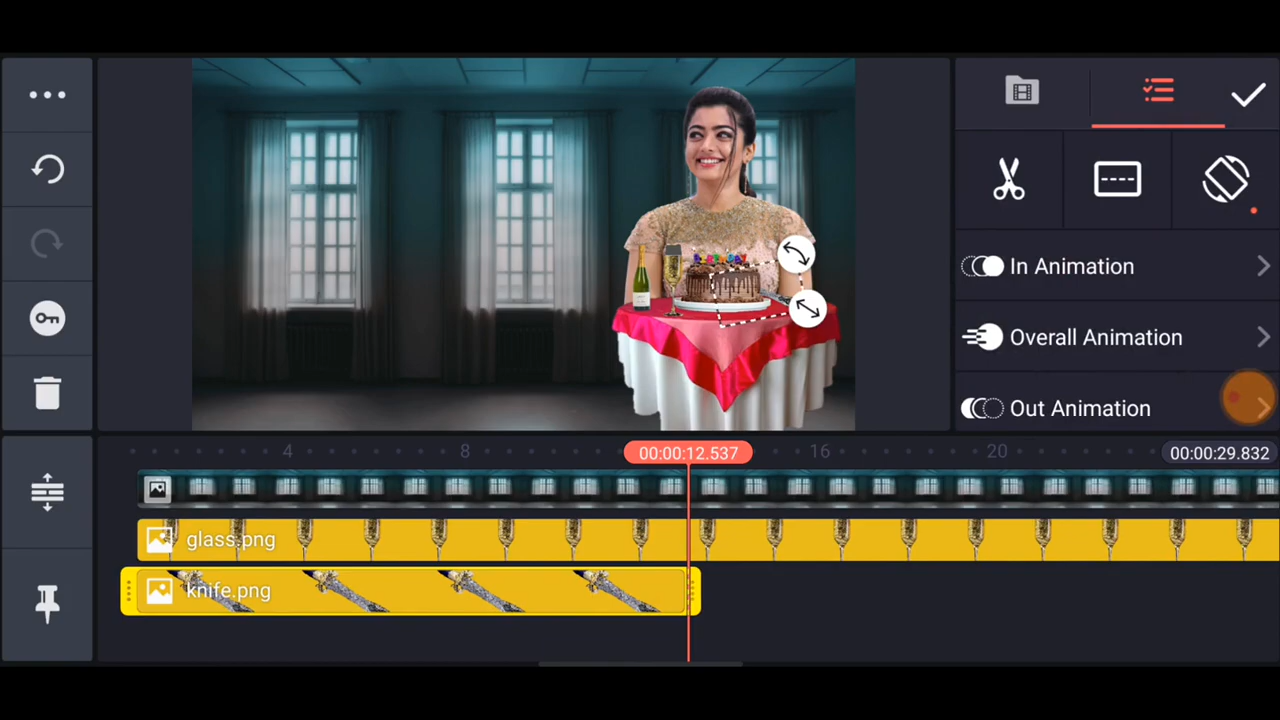 In Animation
Overall Animation
Out Animation
4
8
00:00:12.537
16
20
00:00:29.832
glass.png
knife.png